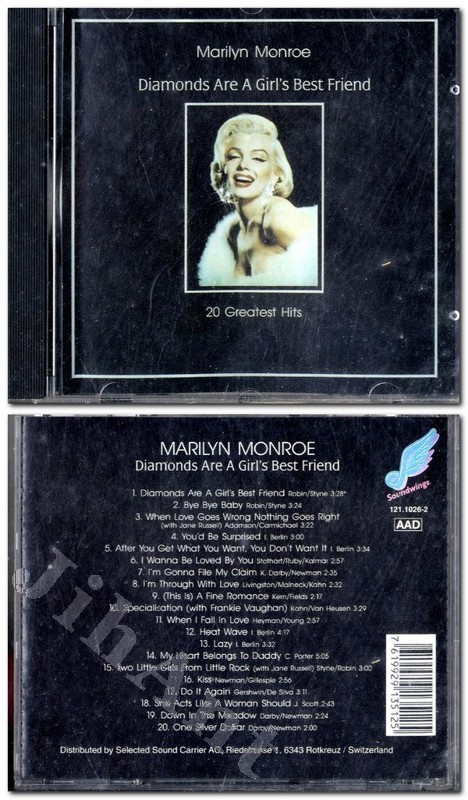 Marilyn Monroe
Diamonds Are A Girl's Best Friend
20 Greatest Hits
MARILYN MONROE
Diamonds Are A Girl's Best Friend
Soundwings
121.1026-2
AAD
1. Diamonds Are A Girl's Best Friend Robin/Styne 3:28*
2. Bye Bye Baby Robin/Styne 3:24
3. When Love Goes Wrong Nothing Goes Right
(with Jane Russell) Adamson/Carmichael 3:22
4. You'd Be Surprised I. Berlin 3:00
5. After You Get What You Want, You Don't Want It I. Berlin 3:34
6. I Wanna Be Loved By You Stothart/Ruby/Kalmar 2:57
7. I'm Gonna File My Claim K. Darby/Newman 2:35
8. I'm Through With Love Livingston/Malneck/Kahn 2:32
9. (This Is) A Fine Romance Kern/Fields 2:17
10. Specialization (with Frankie Vaughan) Kahn/Van Heusen 3:29
11. When I Fall In Love Heyman/Young 2:57
12. Heat Wave I. Berlin 4:17
13. Lazy I. Berlin 3:32
14. My Heart Belongs To Daddy C. Porter 5:05
15. Two Little Girls From Little Rock (with Jane Russell) Styne/Robin 3:00
16. Kiss Newman/Gillespie 2:56
17. Do It Again Gershwin/De Silva 3:11
18. She Acts Like A Woman Should J. Scott 2:43
19. Down In The Meadow Darby/Newman 2:24
20. One Silver Dollar Darby/Newman 2:00
Distributed by Selected Sound Carrier AG, Riedstrasse 1, 6343 Rotkreuz / Switzerland
7 619929 135125
JinArt